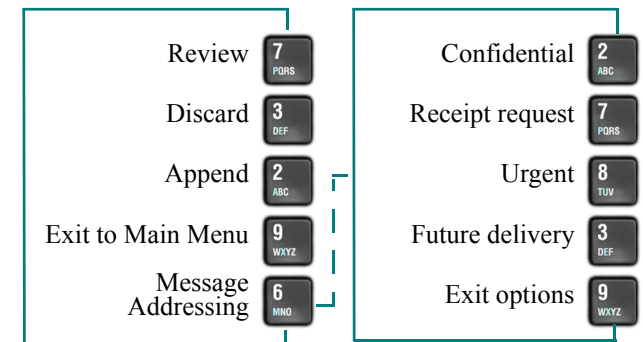 Review 7 PQRS
Discard 3 DEF
Append 2 ABC
Exit to Main Menu 9 WXYZ
Message
Addressing 6 MNO
Confidential 2 ABC
Receipt request 7 PQRS
Urgent 8 TUV
Future delivery 3 DEF
Exit options 9 WXYZ